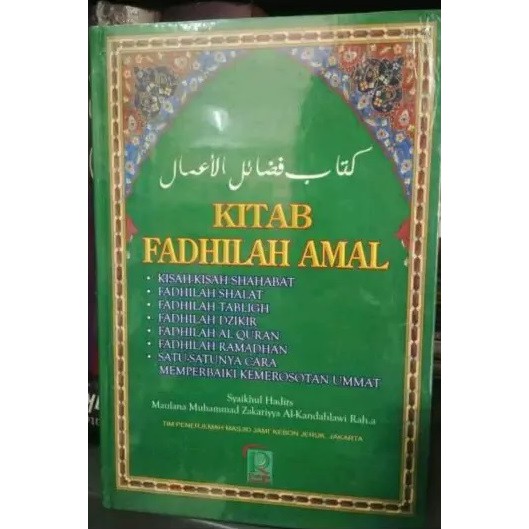 كتاب فضائل الأعمال
KITAB
FADHILAH AMAL
• KISAH-KISAH SHAHABAT
• FADHILAH SHALAT
• FADHILAH TABLIGH
• FADHILAH DZIKIR
• FADHILAH AL QUR'AN
• FADHILAH RAMADHAN
• SATU-SATUNYA CARA
MEMPERBAIKI KEMEROSOTAN UMMAT
Syaikhul Hadits
Maulana Muhammad Zakariyya Al-Kandahlawi Rah.a
TIM PENERJEMAH MASJID JAMI' KEBON JERUK, JAKARTA